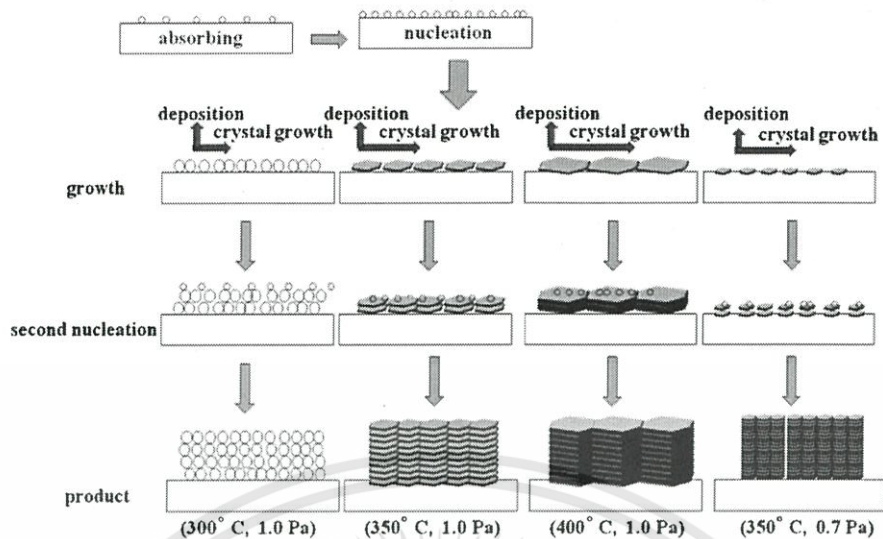 absorbing
nucleation
deposition
crystal growth
deposition
crystal growth
deposition
crystal growth
deposition
crystal growth
growth
second nucleation
product
(300° C, 1.0 Pa)
(350° C, 1.0 Pa)
(400° C, 1.0 Pa)
(350° C, 0.7 Pa)